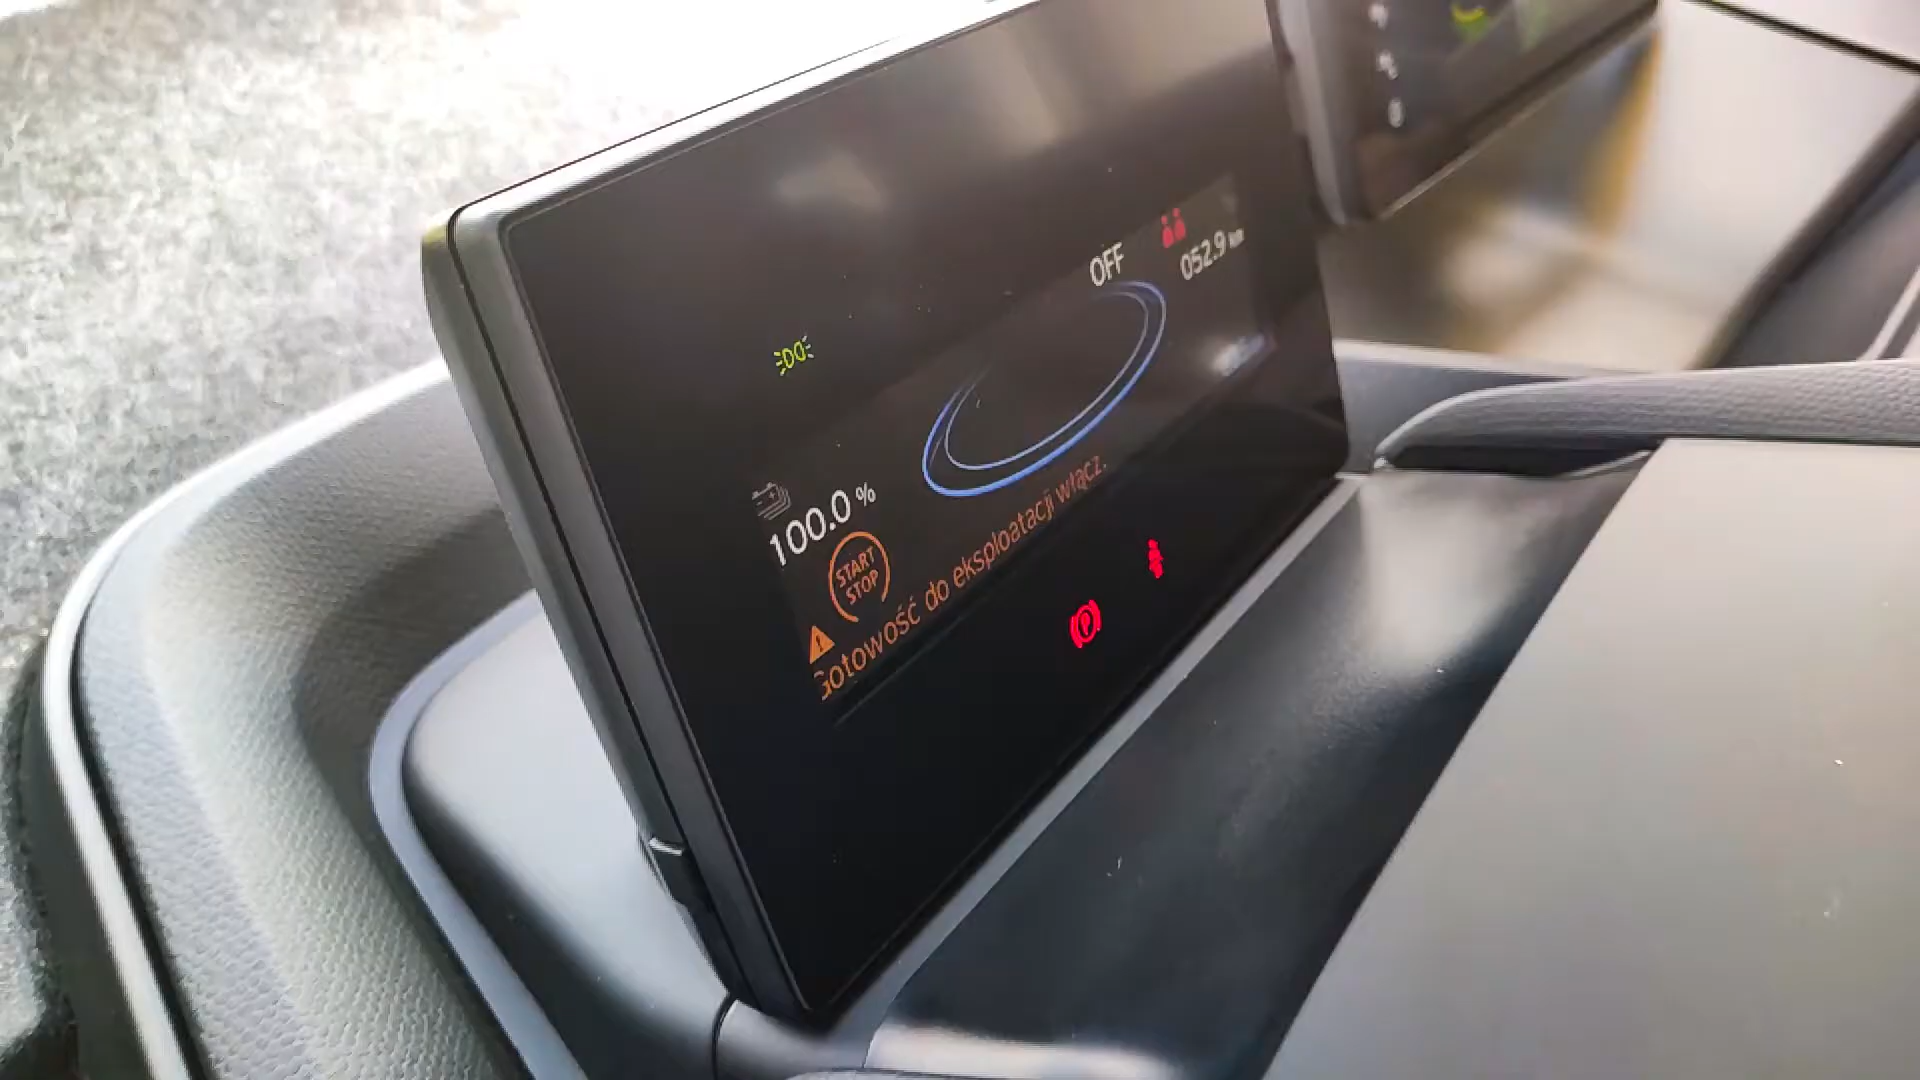 OFF
052.9 km
100.0 %
START
STOP
Gotowość do eksploatacji włącz.
P